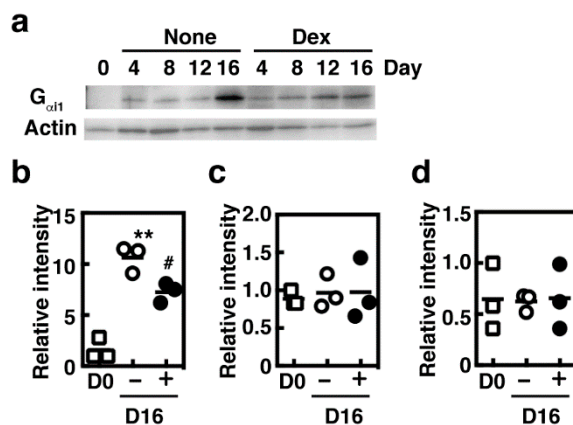 a
None Dex
0 4 8 12 16 4 8 12 16 Day
Gαi1
Actin
b c d
Relative intensity
15
10
5
0
**
#
D0 − +
D16
Relative intensity
2.0
1.5
1.0
0.5
0.0
D0 − +
D16
Relative intensity
1.5
1.0
0.5
0.0
D0 − +
D16